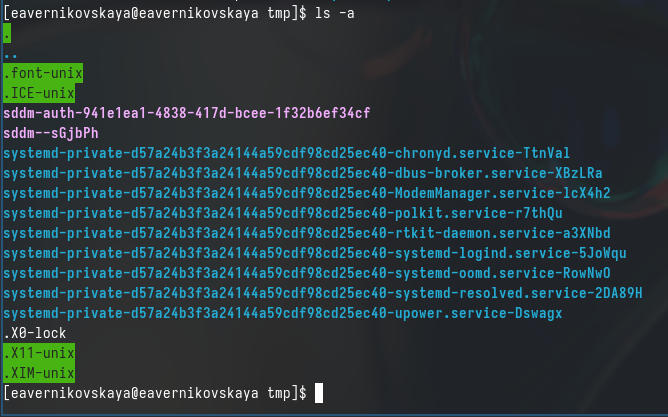 [eavernikovskaya@eavernikovskaya tmp]$ ls -a
.
..
.font-unix
.ICE-unix
sddm-auth-941e1ea1-4838-417d-bcee-1f32b6ef34cf
sddm--sGjbPh
systemd-private-d57a24b3f3a24144a59cdf98cd25ec40-chronyd.service-TtnVal
systemd-private-d57a24b3f3a24144a59cdf98cd25ec40-dbus-broker.service-XBzLRa
systemd-private-d57a24b3f3a24144a59cdf98cd25ec40-ModemManager.service-lcX4h2
systemd-private-d57a24b3f3a24144a59cdf98cd25ec40-polkit.service-r7thQu
systemd-private-d57a24b3f3a24144a59cdf98cd25ec40-rtkit-daemon.service-a3XNbd
systemd-private-d57a24b3f3a24144a59cdf98cd25ec40-systemd-logind.service-5JoWqu
systemd-private-d57a24b3f3a24144a59cdf98cd25ec40-systemd-oomd.service-RowNwO
systemd-private-d57a24b3f3a24144a59cdf98cd25ec40-systemd-resolved.service-2DA89H
systemd-private-d57a24b3f3a24144a59cdf98cd25ec40-upower.service-Dswagx
.X0-lock
.X11-unix
.XIM-unix
[eavernikovskaya@eavernikovskaya tmp]$